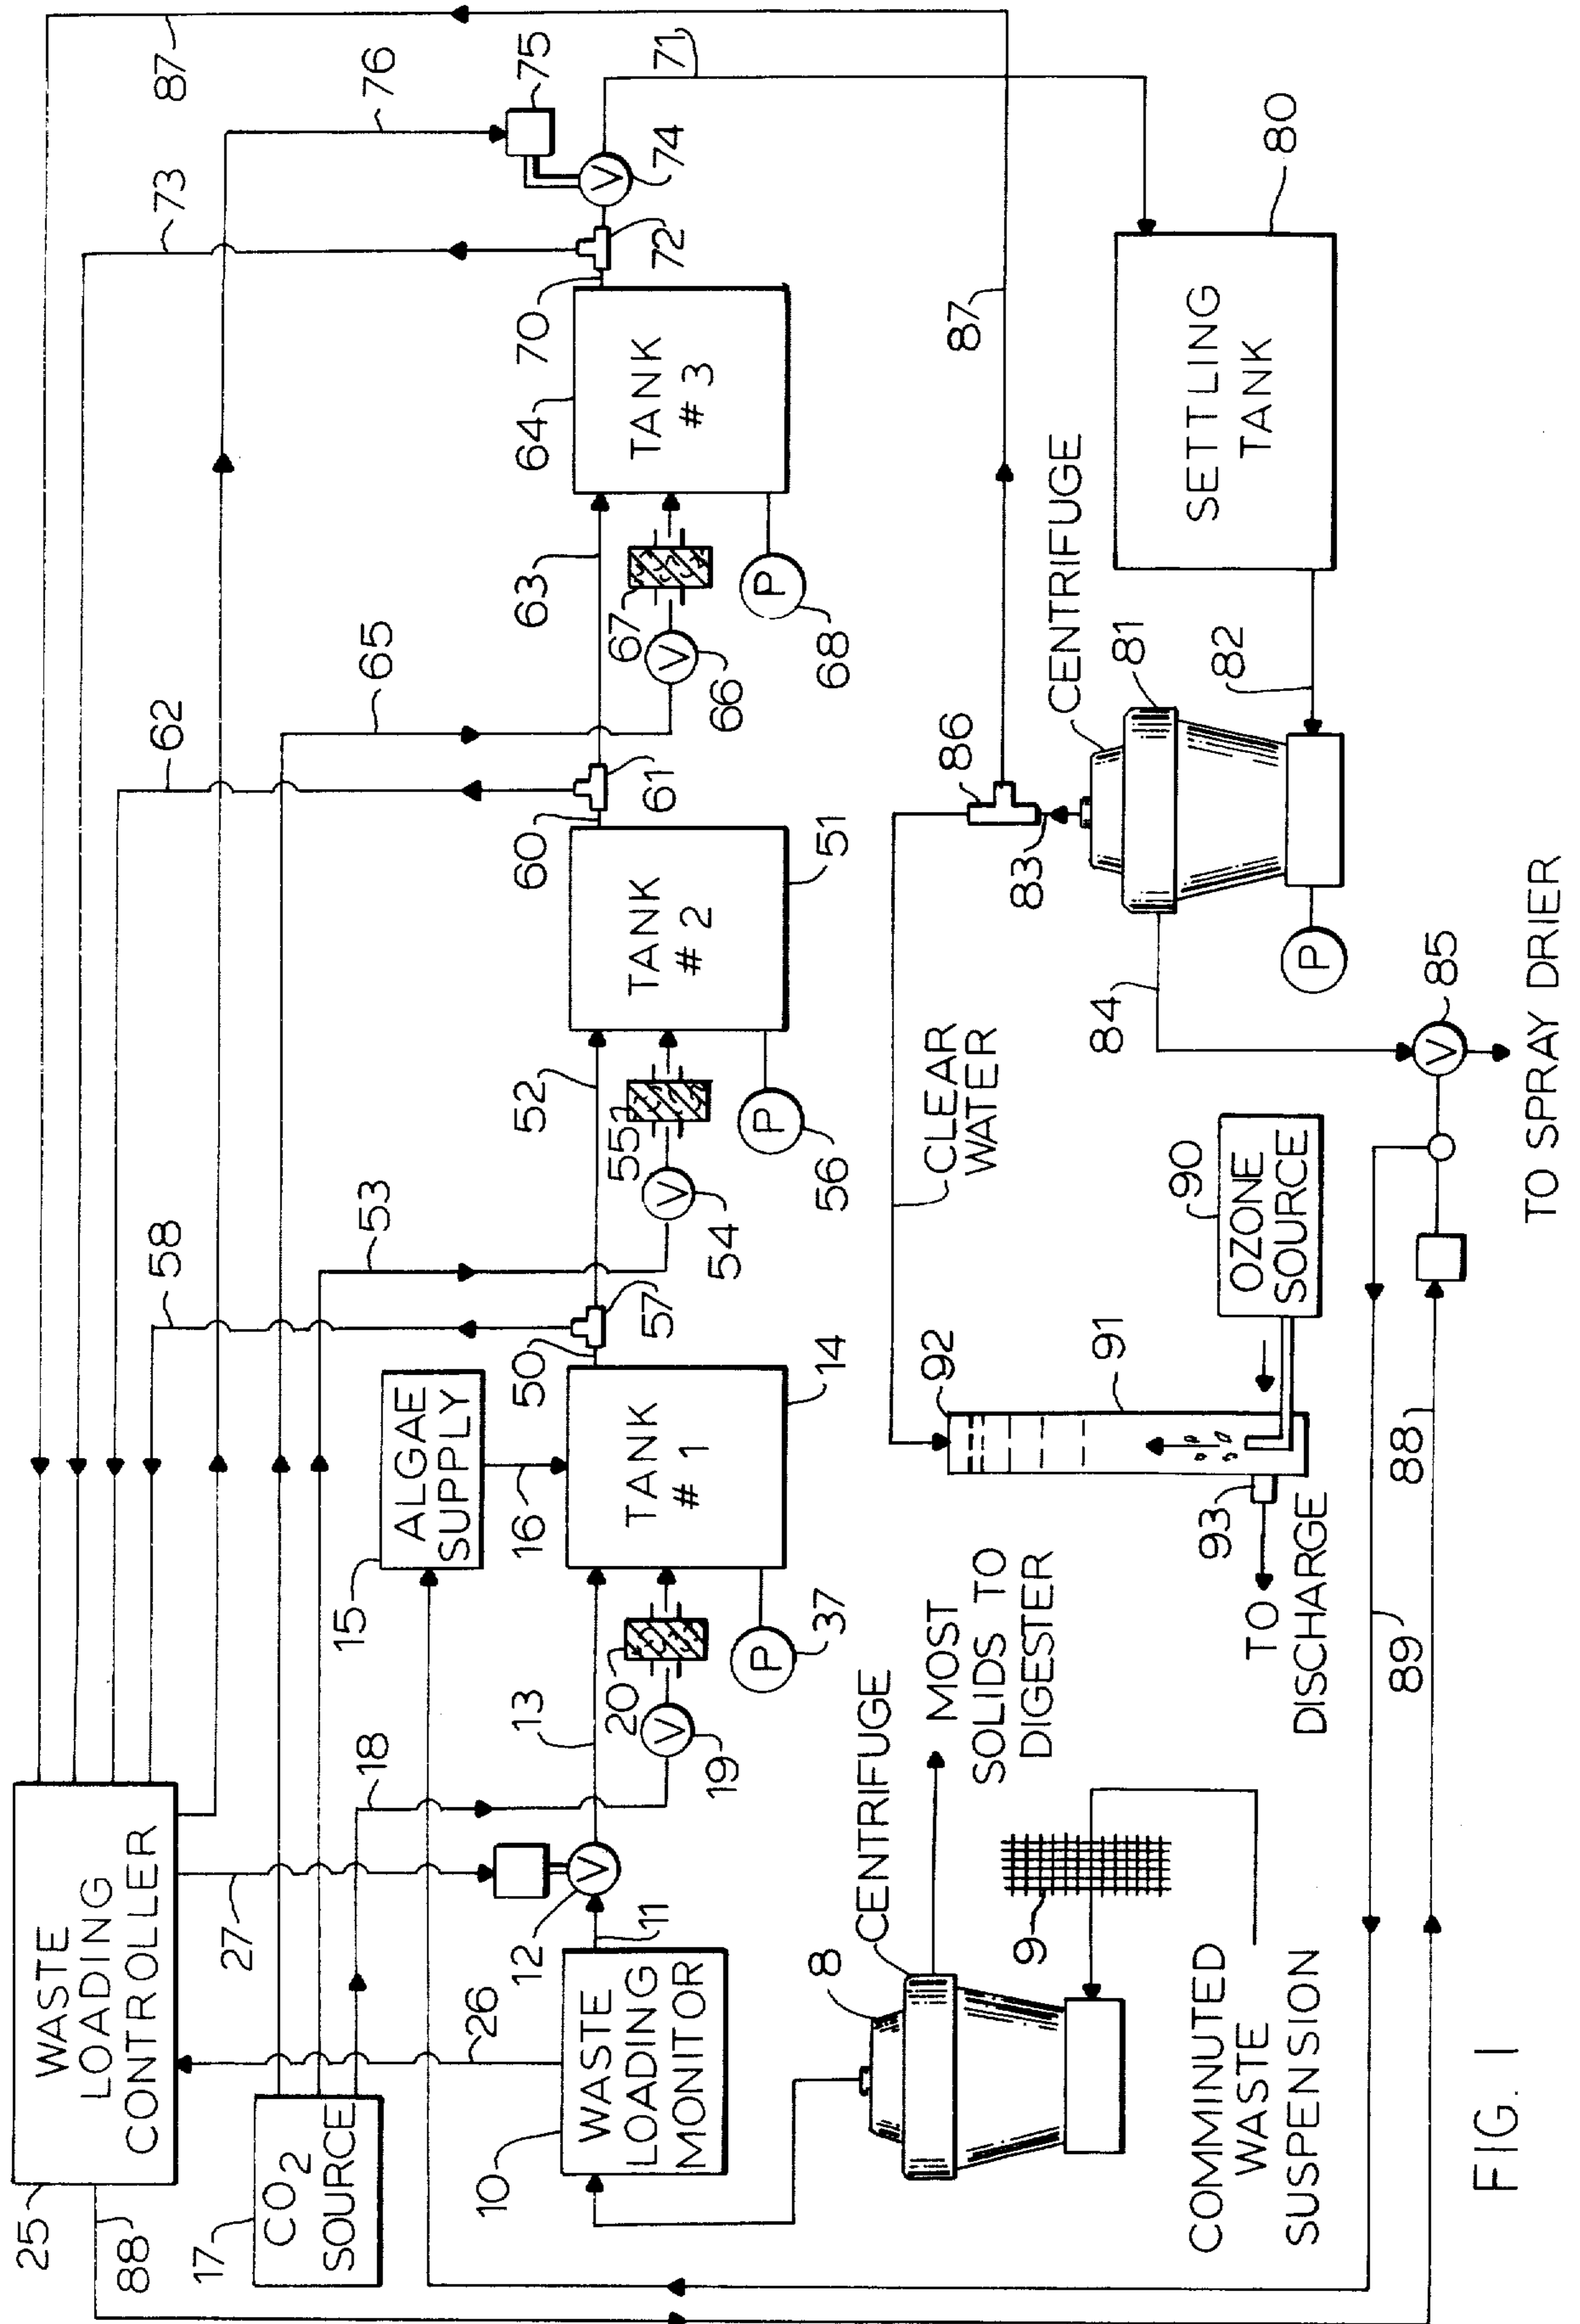 WASTE
LOADING
CONTROLLER
25
88
27
CO2
SOURCE
17
18
26
58
53
62
65
73
76
87
75
74
71
ALGAE
SUPPLY
15
16
WASTE
LOADING
MONITOR
10
11
12
V
13
V
19
20
P
37
TANK
#1
14
50
57
52
V
54
55
P
56
TANK
#2
51
60
61
63
V
66
67
P
68
TANK
#3
64
70
72
V
87
CENTRIFUGE
8
MOST
SOLIDS TO
DIGESTER
9
COMMINUTED
WASTE
SUSPENSION
CLEAR
WATER
92
91
93
TO
DISCHARGE
OZONE
SOURCE
90
86
83
CENTRIFUGE
81
82
84
P
V
85
TO SPRAY DRIER
SETTLING
TANK
80
88
89
FIG. 1